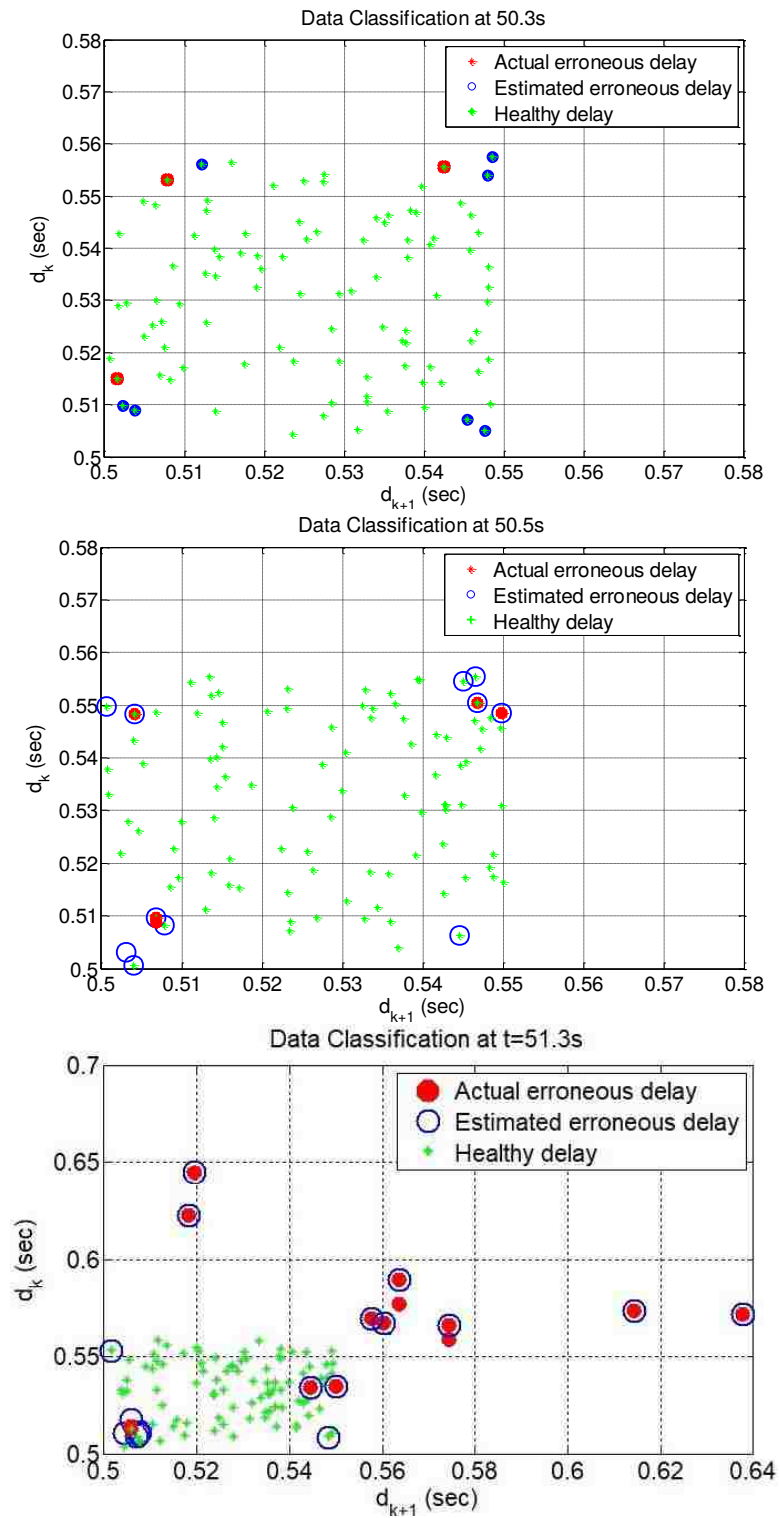 Data Classification at 50.3s
0.58
Actual erroneous delay
0.57
Estimated erroneous delay
Healthy delay
0.56
0.55
0.54
d_k (sec)
0.53
0.52
0.51
0.5
0.5 0.51 0.52 0.53 0.54 0.55 0.56 0.57 0.58
d_{k+1} (sec)
Data Classification at 50.5s
0.58
Actual erroneous delay
0.57
Estimated erroneous delay
Healthy delay
0.56
0.55
0.54
d_k (sec)
0.53
0.52
0.51
0.5
0.5 0.51 0.52 0.53 0.54 0.55 0.56 0.57 0.58
d_{k+1} (sec)
Data Classification at t=51.3s
0.7
Actual erroneous delay
Estimated erroneous delay
Healthy delay
0.65
d_k (sec)
0.6
0.55
0.5
0.5 0.52 0.54 0.56 0.58 0.6 0.62 0.64
d_{k+1} (sec)